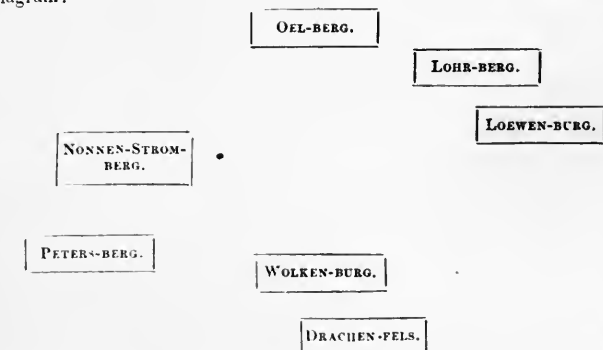 OEL-BERG.
LOHR-BERG.
LOEWEN-BURG.
NONNEN-STROM-
BERG.
PETERS-BERG.
WOLKEN-BURG.
DRACHEN-FELS.